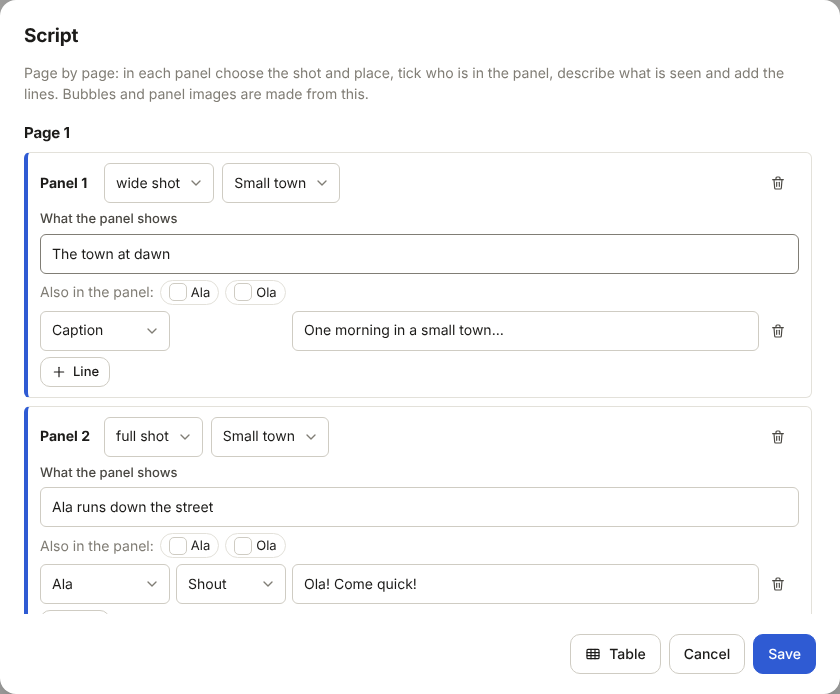 Script
Page by page: in each panel choose the shot and place, tick who is in the panel, describe what is seen and add the
lines. Bubbles and panel images are made from this.
Page 1
Panel 1 wide shot Small town
What the panel shows
The town at dawn
Also in the panel: Ala Ola
Caption One morning in a small town...
+ Line
Panel 2 full shot Small town
What the panel shows
Ala runs down the street
Also in the panel: Ala Ola
Ala Shout Ola! Come quick!
Table Cancel Save